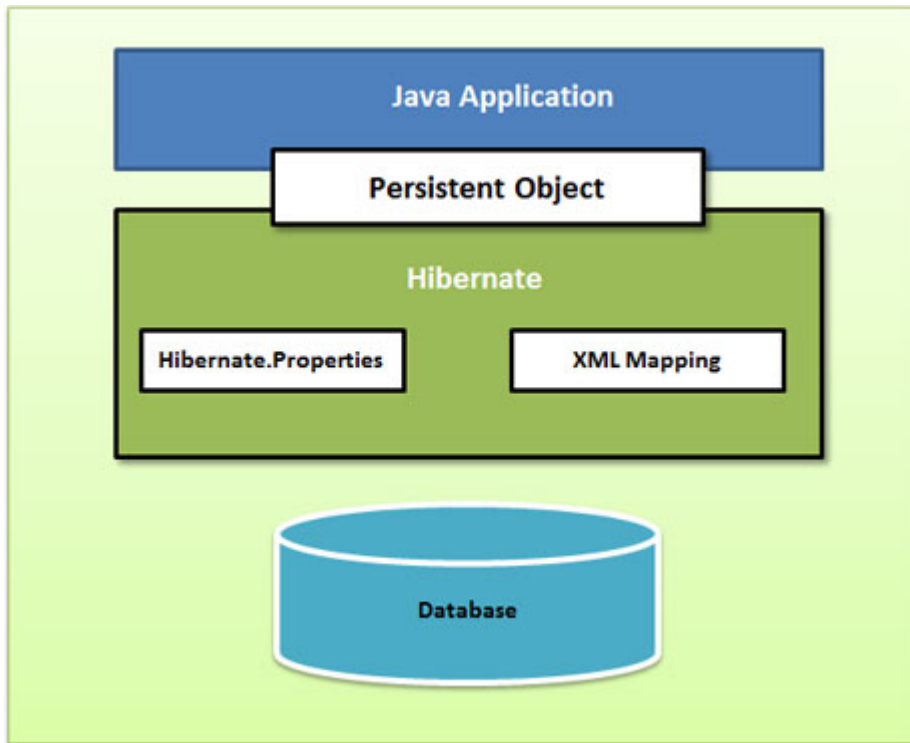 Java Application
Persistent Object
Hibernate
Hibernate.Properties
XML Mapping
Database